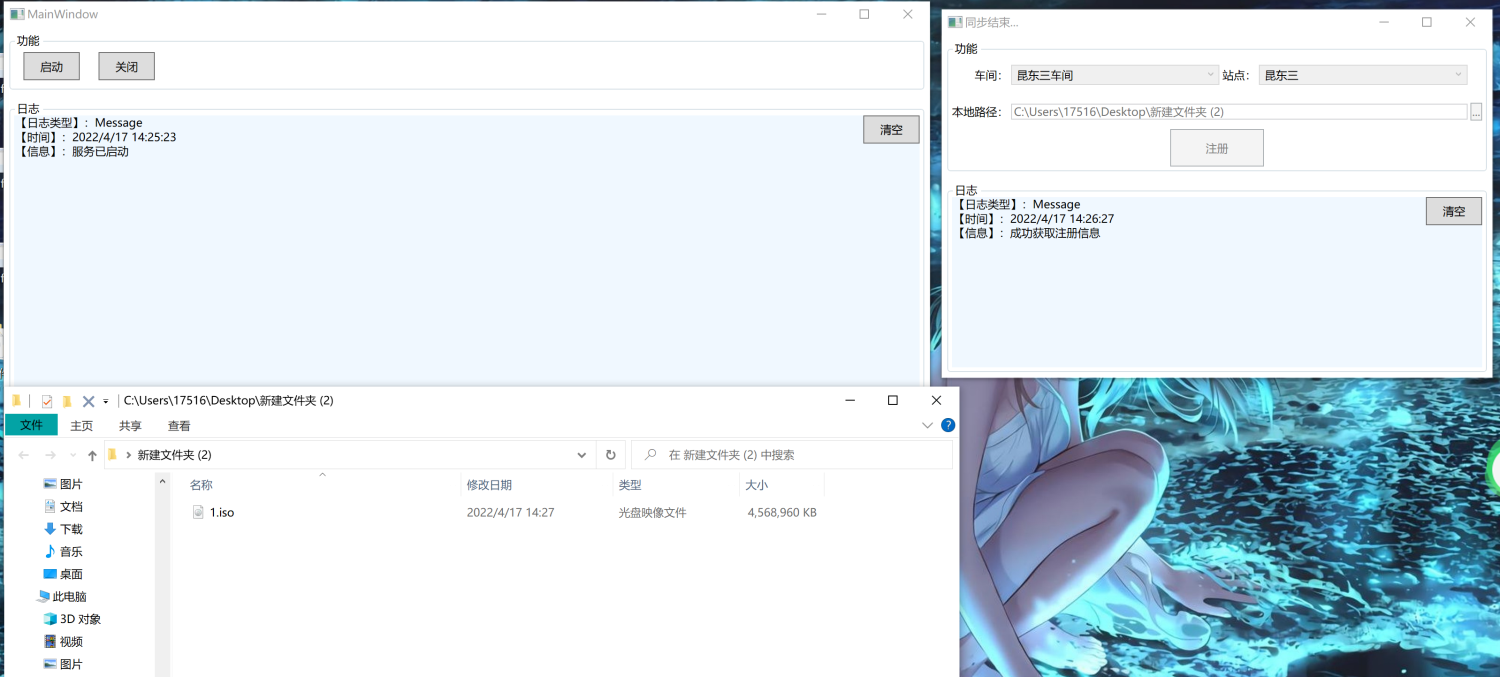 MainWindow
功能
启动 关闭
日志
【日志类型】：Message
【时间】：2022/4/17 14:25:23
【信息】：服务已启动
清空
同步结束...
功能
车间： 昆东三车间 站点： 昆东三
本地路径： C:\Users\17516\Desktop\新建文件夹 (2) ...
注册
日志
【日志类型】：Message
【时间】：2022/4/17 14:26:27
【信息】：成功获取注册信息
清空
C:\Users\17516\Desktop\新建文件夹 (2)
文件 主页 共享 查看 ?
新建文件夹 (2) 在 新建文件夹 (2) 中搜索
名称 修改日期 类型 大小
1.iso 2022/4/17 14:27 光盘映像文件 4,568,960 KB
图片
文档
下载
音乐
桌面
此电脑
3D 对象
视频
图片